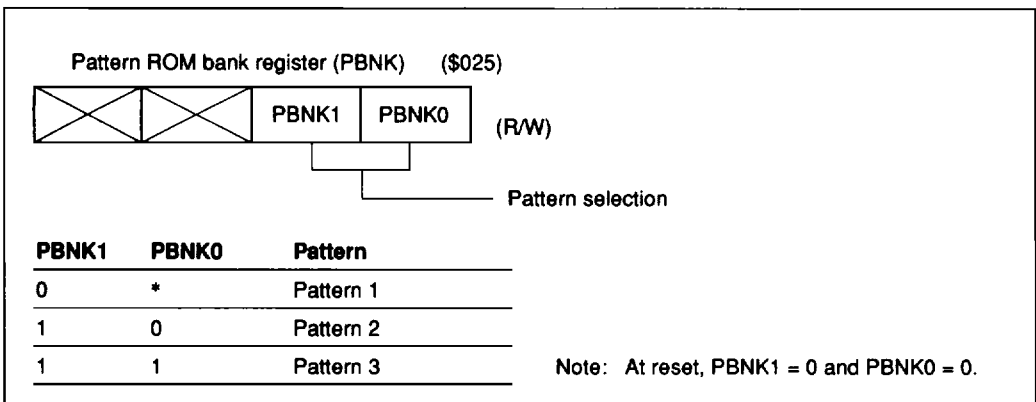 Pattern ROM bank register (PBNK) ($025)
PBNK1 PBNK0 (R/W)
Pattern selection
PBNK1 PBNK0 Pattern
0 * Pattern 1
1 0 Pattern 2
1 1 Pattern 3
Note: At reset, PBNK1 = 0 and PBNK0 = 0.